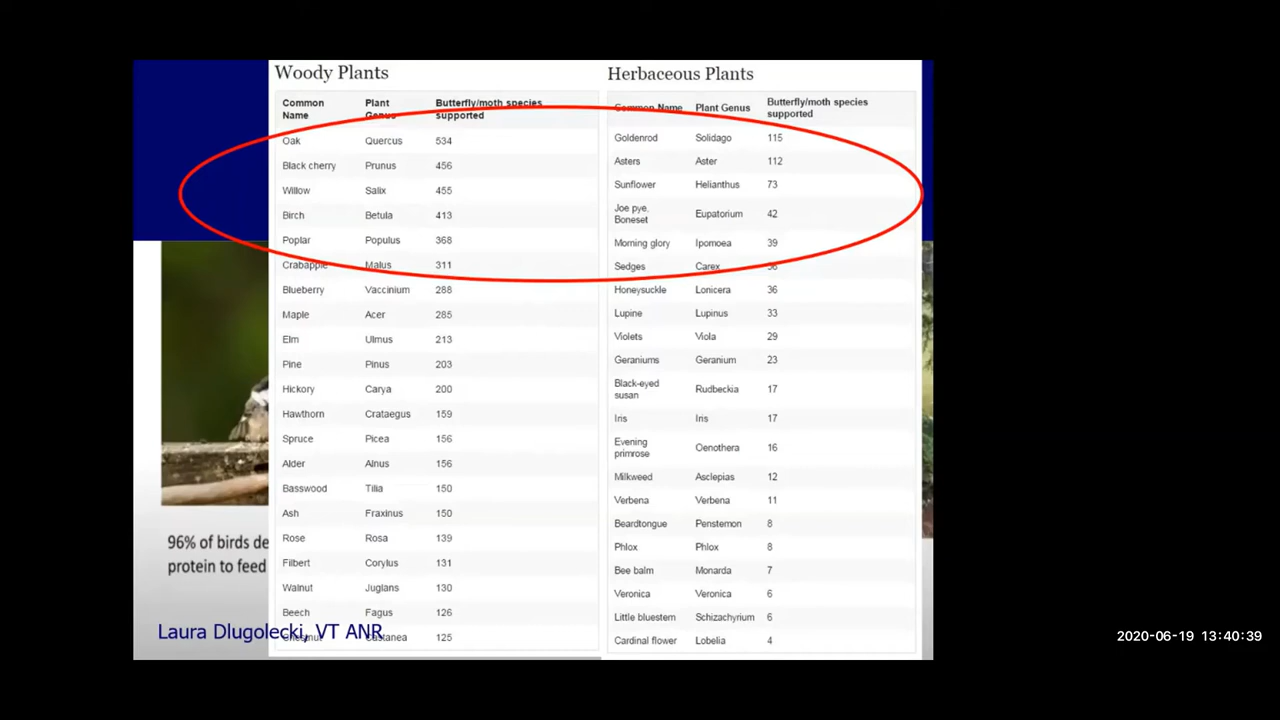 Woody Plants
Common Name Plant Genus Butterfly/moth species supported
Oak Quercus 534
Black cherry Prunus 456
Willow Salix 455
Birch Betula 413
Poplar Populus 368
Crabapple Malus 311
Blueberry Vaccinium 288
Maple Acer 285
Elm Ulmus 213
Pine Pinus 203
Hickory Carya 200
Hawthorn Crataegus 159
Spruce Picea 156
Alder Alnus 156
Basswood Tilia 150
Ash Fraxinus 150
Rose Rosa 139
Filbert Corylus 131
Walnut Juglans 130
Beech Fagus 126
Chestnut Castanea 125
Herbaceous Plants
Common Name Plant Genus Butterfly/moth species supported
Goldenrod Solidago 115
Asters Aster 112
Sunflower Helianthus 73
Joe pye, Boneset Eupatorium 42
Morning glory Ipomoea 39
Sedges Carex 36
Honeysuckle Lonicera 36
Lupine Lupinus 33
Violets Viola 29
Geraniums Geranium 23
Black-eyed susan Rudbeckia 17
Iris Iris 17
Evening primrose Oenothera 16
Milkweed Asclepias 12
Verbena Verbena 11
Beardtongue Penstemon 8
Phlox Phlox 8
Bee balm Monarda 7
Veronica Veronica 6
Little bluestem Schizachyrium 6
Cardinal flower Lobelia 4
96% of birds de
protein to feed
Laura Dlugolecki, VT ANR
2020-06-19 13:40:39